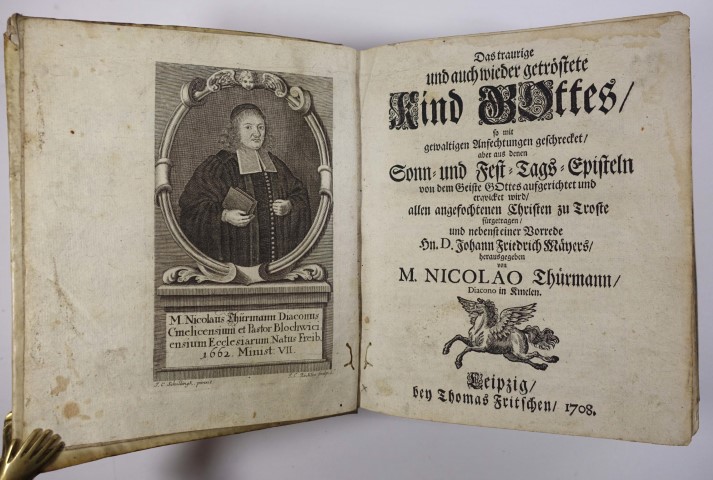 M. Nicolaus Thürmann Diaconus
Cmelicensium et Pastor Blochwici
ensium Ecclesiarum Natus Freib.
1662. Minist. VII.
pinxit
Das traurige
und auch wieder getröstete
Kind GOttes/
so mit
gewaltigen Anfechtungen geschrecket/
aber aus denen
Sonn- und Fest-Tags-Episteln
von dem Geiste GOttes aufgerichtet und
erqvicket wird/
allen angefochtenen Christen zu Troste
fürgetragen/
und nebenst einer Vorrede
Hn. D. Johann Friedrich Mäyers/
herausgegeben
von
M. NICOLAO Thürmann/
Diacono in Kmelen.
Leipzig/
bey Thomas Fritschen/ 1708.